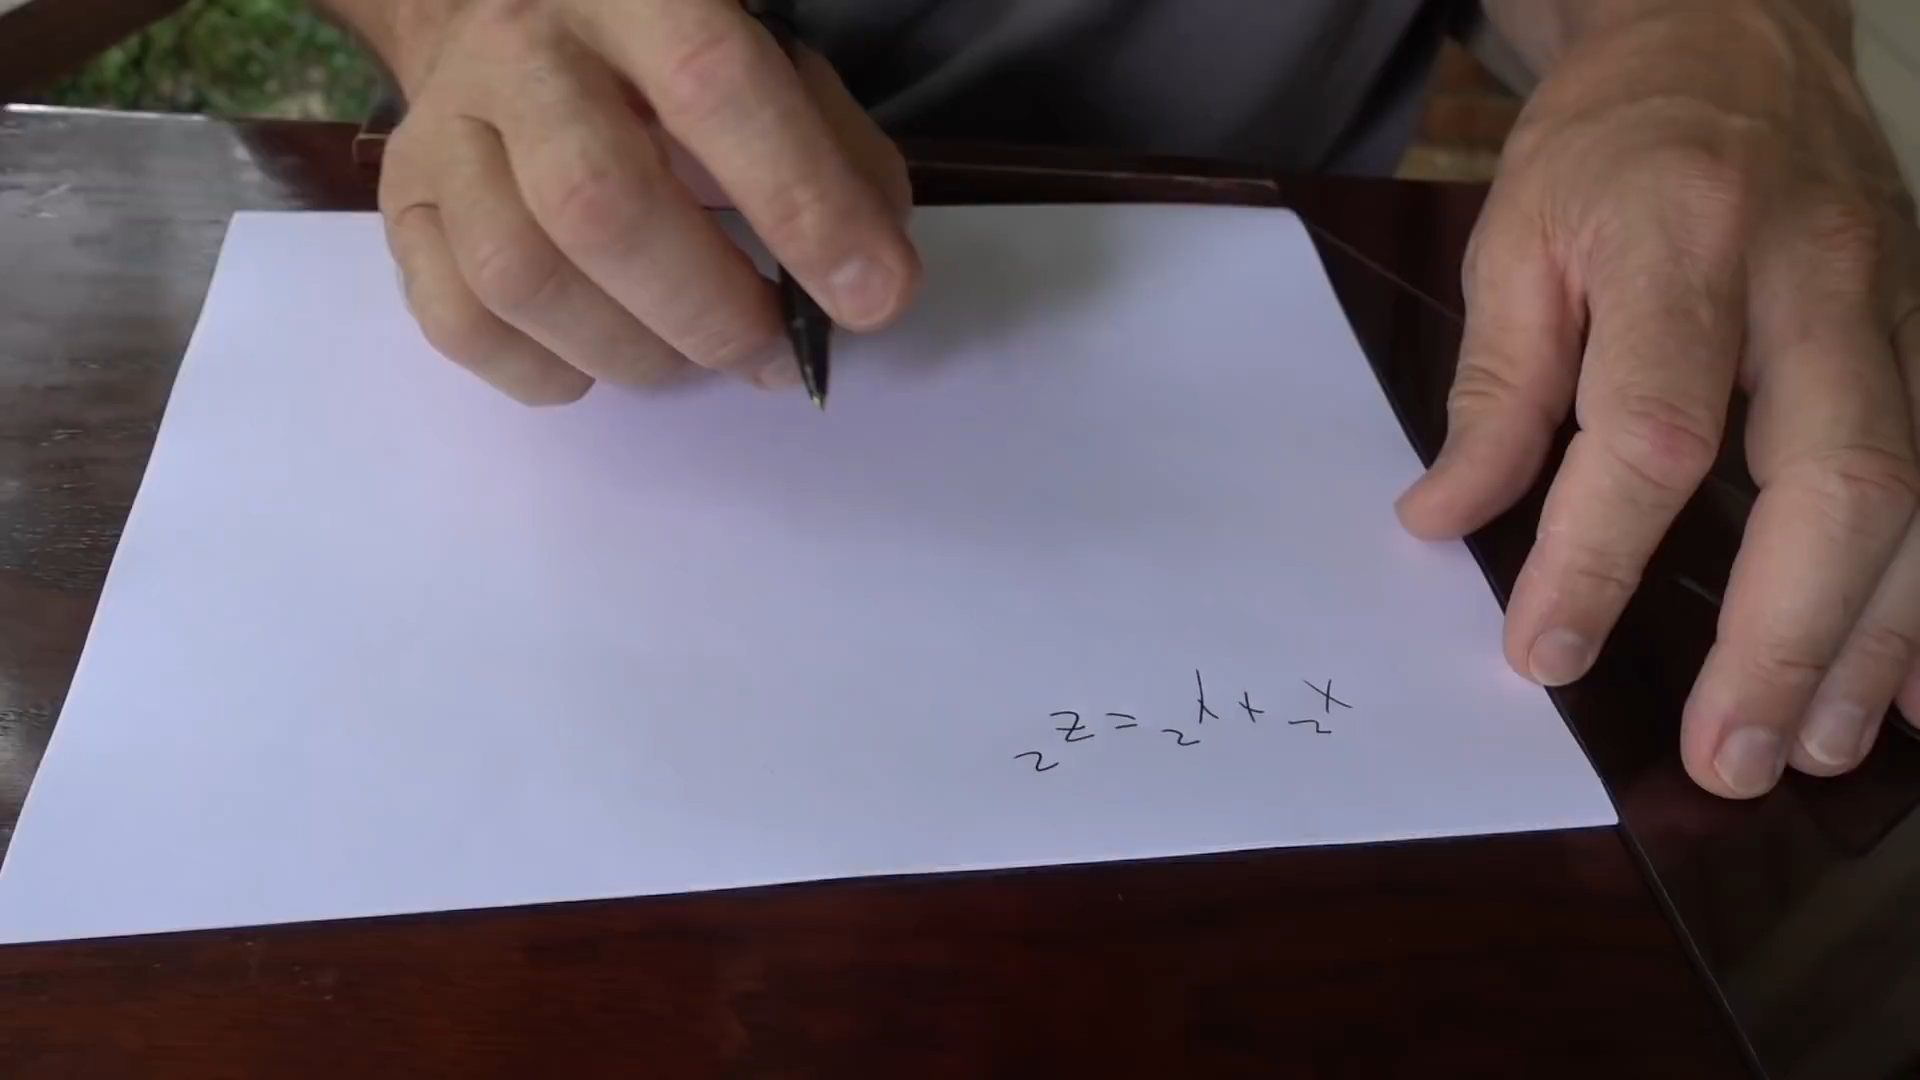 x² + y² = z²